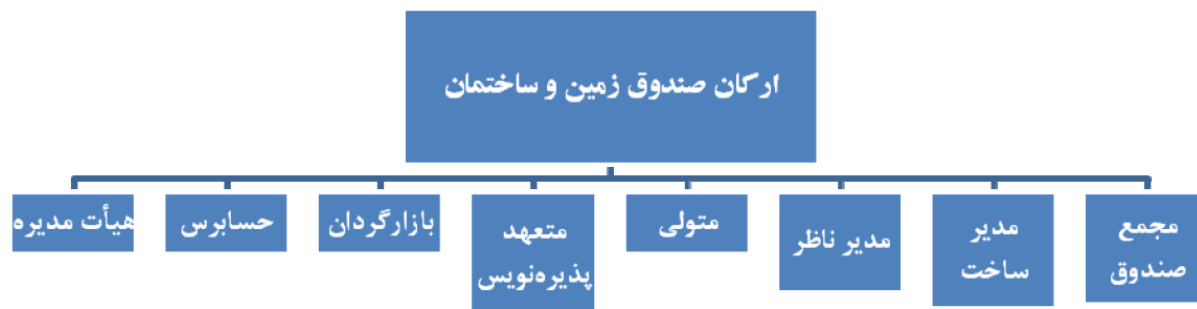 ارکان صندوق زمین و ساختمان
مجمع
صندوق
مدیر
ساخت
مدیر ناظر
متولی
متعهد
پذیره‌نویس
بازارگردان
حسابرس
هیأت مدیره